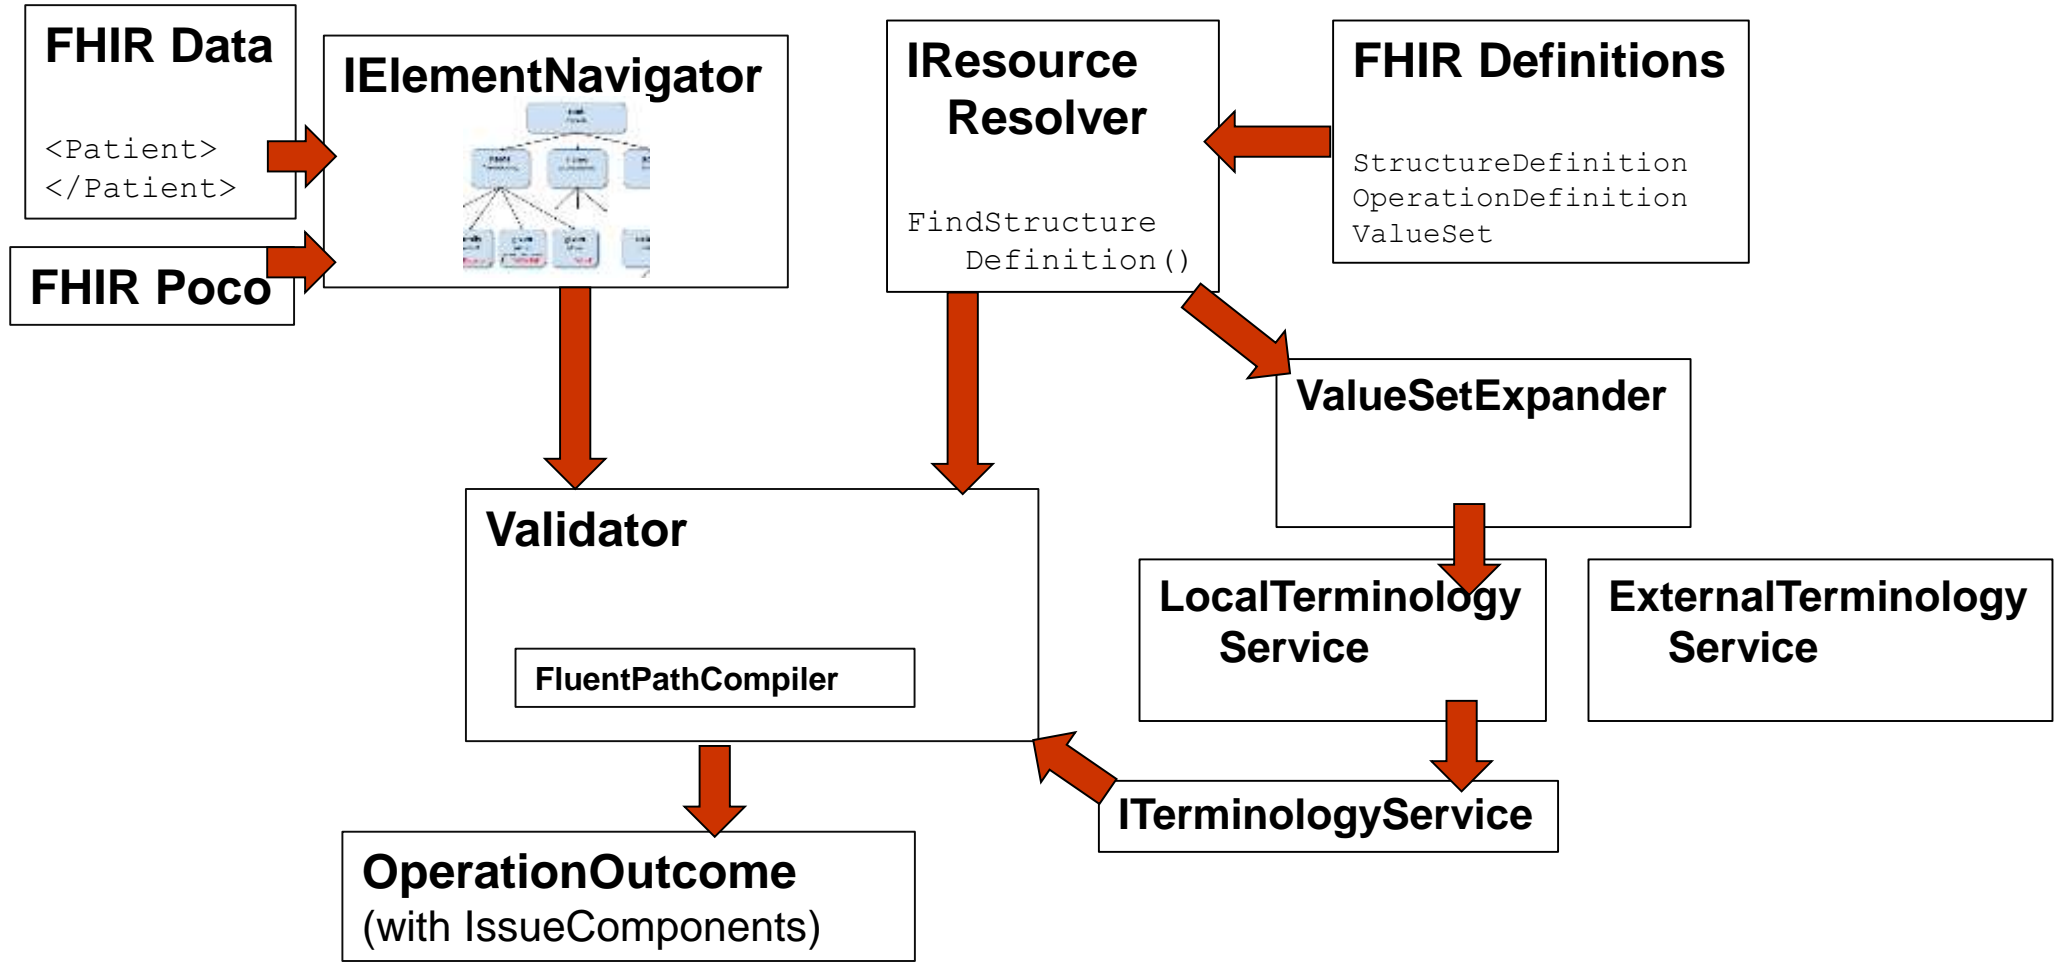 FHIR Data
<Patient>
</Patient>
FHIR Poco
IElementNavigator
IResource
Resolver
FindStructure
Definition()
FHIR Definitions
StructureDefinition
OperationDefinition
ValueSet
ValueSetExpander
Validator
FluentPathCompiler
LocalTerminology
Service
ExternalTerminology
Service
ITerminologyService
OperationOutcome
(with IssueComponents)